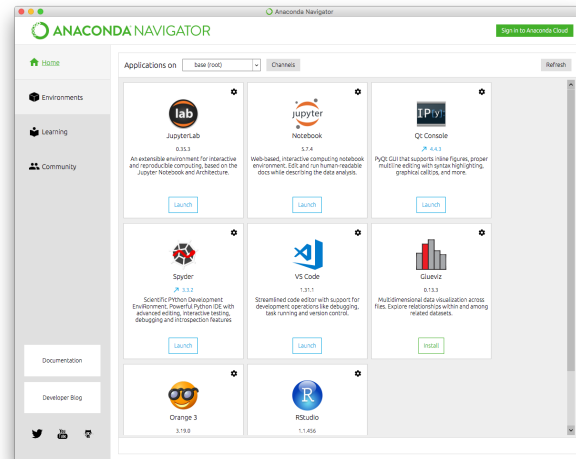 Anaconda Navigator
ANACONDA NAVIGATOR
Sign in to Anaconda Cloud
Home
Environments
Learning
Community
Documentation
Developer Blog
You
Tube
Applications on
base (root)
Channels
Refresh
lab
JupyterLab
0.35.3
An extensible environment for interactive
and reproducible computing, based on the
Jupyter Notebook and Architecture.
Launch
jupyter
Notebook
5.7.4
Web-based, interactive computing notebook
environment. Edit and run human-readable
docs while describing the data analysis.
Launch
IP[y]:
Qt Console
4.4.3
PyQt GUI that supports inline figures, proper
multiline editing with syntax highlighting,
graphical calltips, and more.
Launch
Spyder
3.3.2
Scientific PYthon Development
EnviRonment. Powerful Python IDE with
advanced editing, interactive testing,
debugging and introspection features
Launch
VS Code
1.31.1
Streamlined code editor with support for
development operations like debugging,
task running and version control.
Launch
Glueviz
0.13.3
Multidimensional data visualization across
files. Explore relationships within and among
related datasets.
Install
Orange 3
3.19.0
R
RStudio
1.1.456